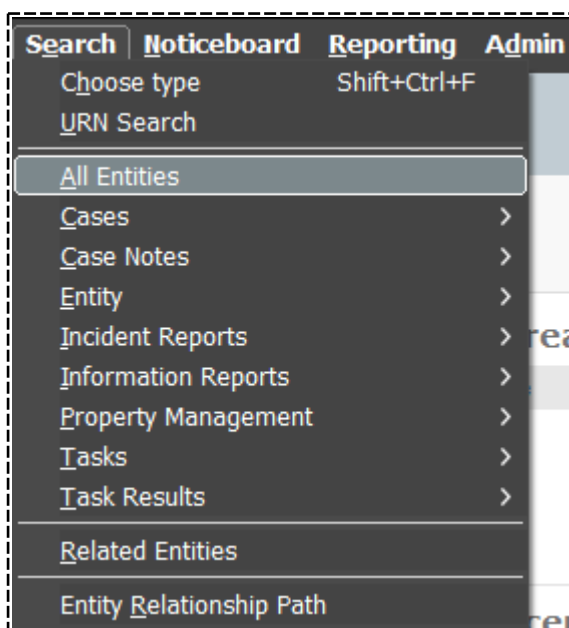 Search Noticeboard Reporting Admin
Choose type Shift+Ctrl+F
URN Search
All Entities
Cases
Case Notes
Entity
Incident Reports
Information Reports
Property Management
Tasks
Task Results
Related Entities
Entity Relationship Path